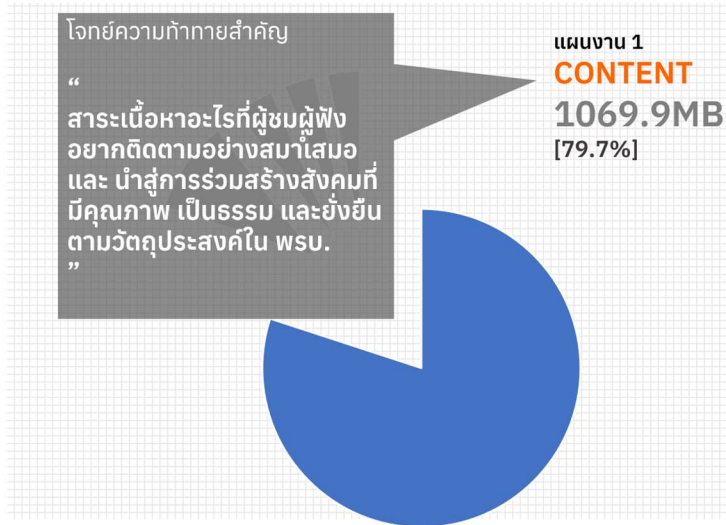 โจทย์ความท้าทายสำคัญ
“
สาระเนื้อหาอะไรที่ผู้ชมผู้ฟัง
อยากติดตามอย่างสมาํ่เสมอ
และ นำสู่การร่วมสร้างสังคมที่
มีคุณภาพ เป็นธรรม และยั่งยืน
ตามวัตถุประสงค์ใน พรบ.
”
แผนงาน 1
CONTENT
1069.9MB
[79.7%]